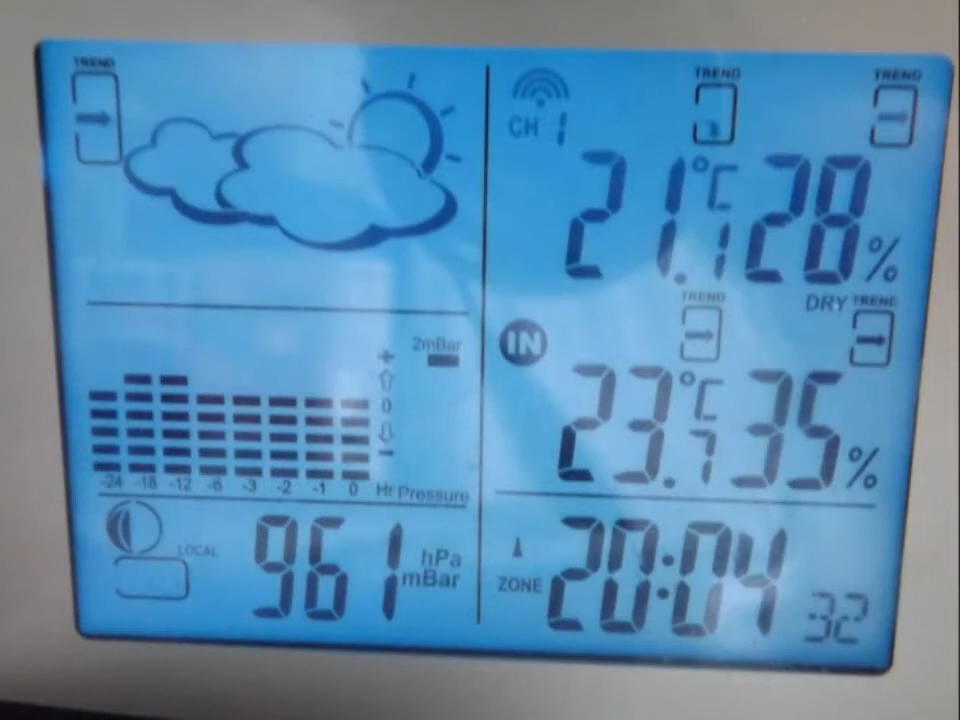 TREND
CH 1
TREND
TREND
21.1 °C 28 %
TREND
DRY TREND
IN
23.7 °C 35 %
2mBar
+
0
-
-24 -18 -12 -6 -3 -2 -1 0 Hr Pressure
LOCAL
961 hPa
mBar
ZONE
20:04 32